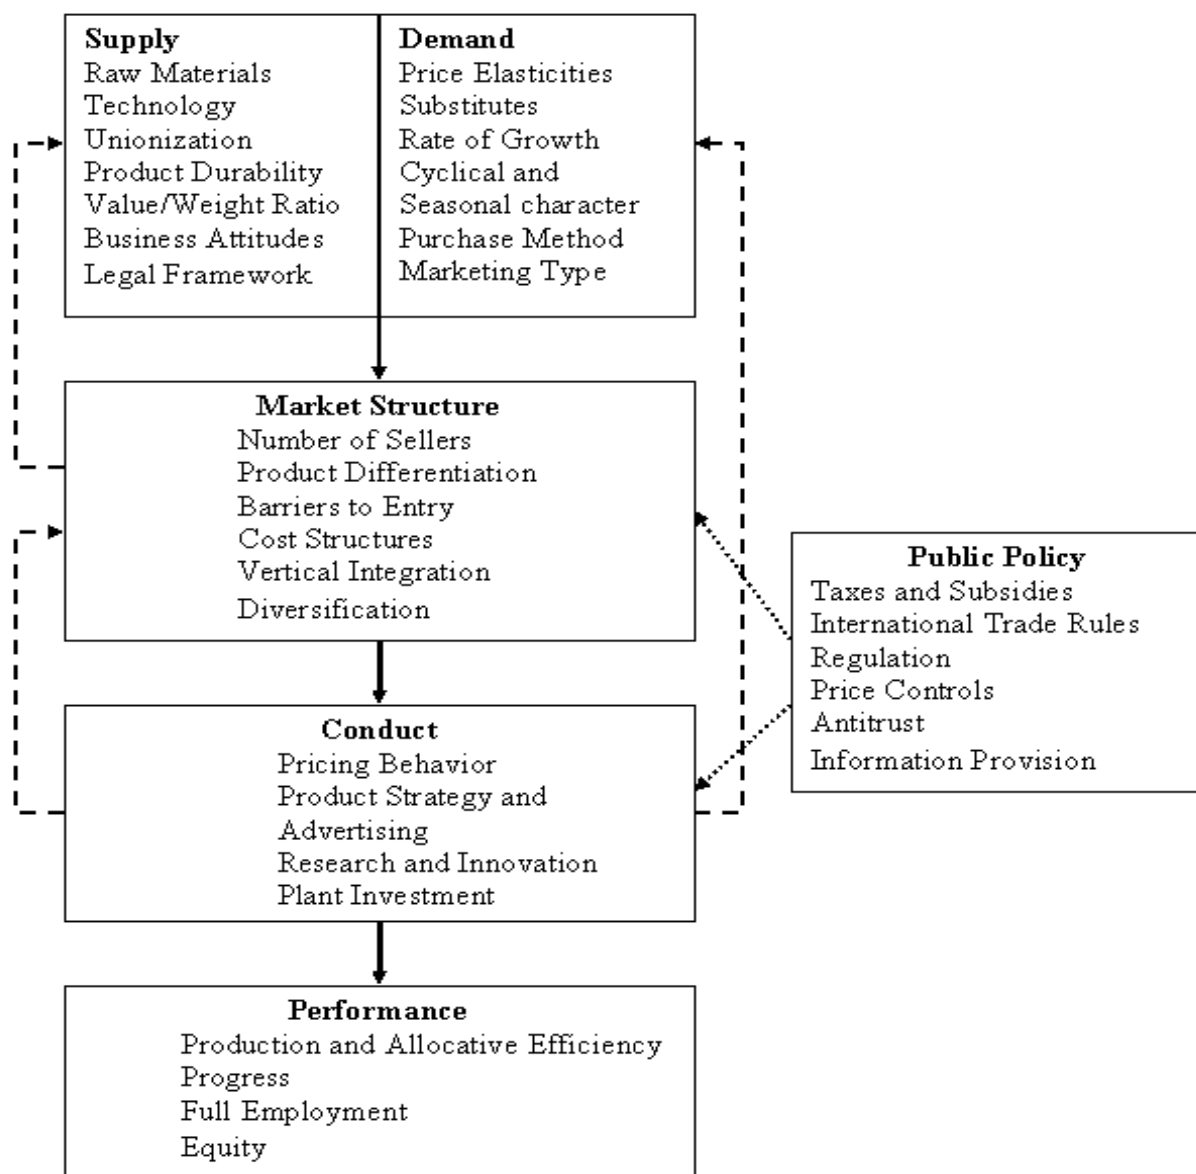 Supply
Raw Materials
Technology
Unionization
Product Durability
Value/Weight Ratio
Business Attitudes
Legal Framework
Demand
Price Elasticities
Substitutes
Rate of Growth
Cyclical and
Seasonal character
Purchase Method
Marketing Type
Market Structure
Number of Sellers
Product Differentiation
Barriers to Entry
Cost Structures
Vertical Integration
Diversification
Public Policy
Taxes and Subsidies
International Trade Rules
Regulation
Price Controls
Antitrust
Information Provision
Conduct
Pricing Behavior
Product Strategy and
Advertising
Research and Innovation
Plant Investment
Performance
Production and Allocative Efficiency
Progress
Full Employment
Equity